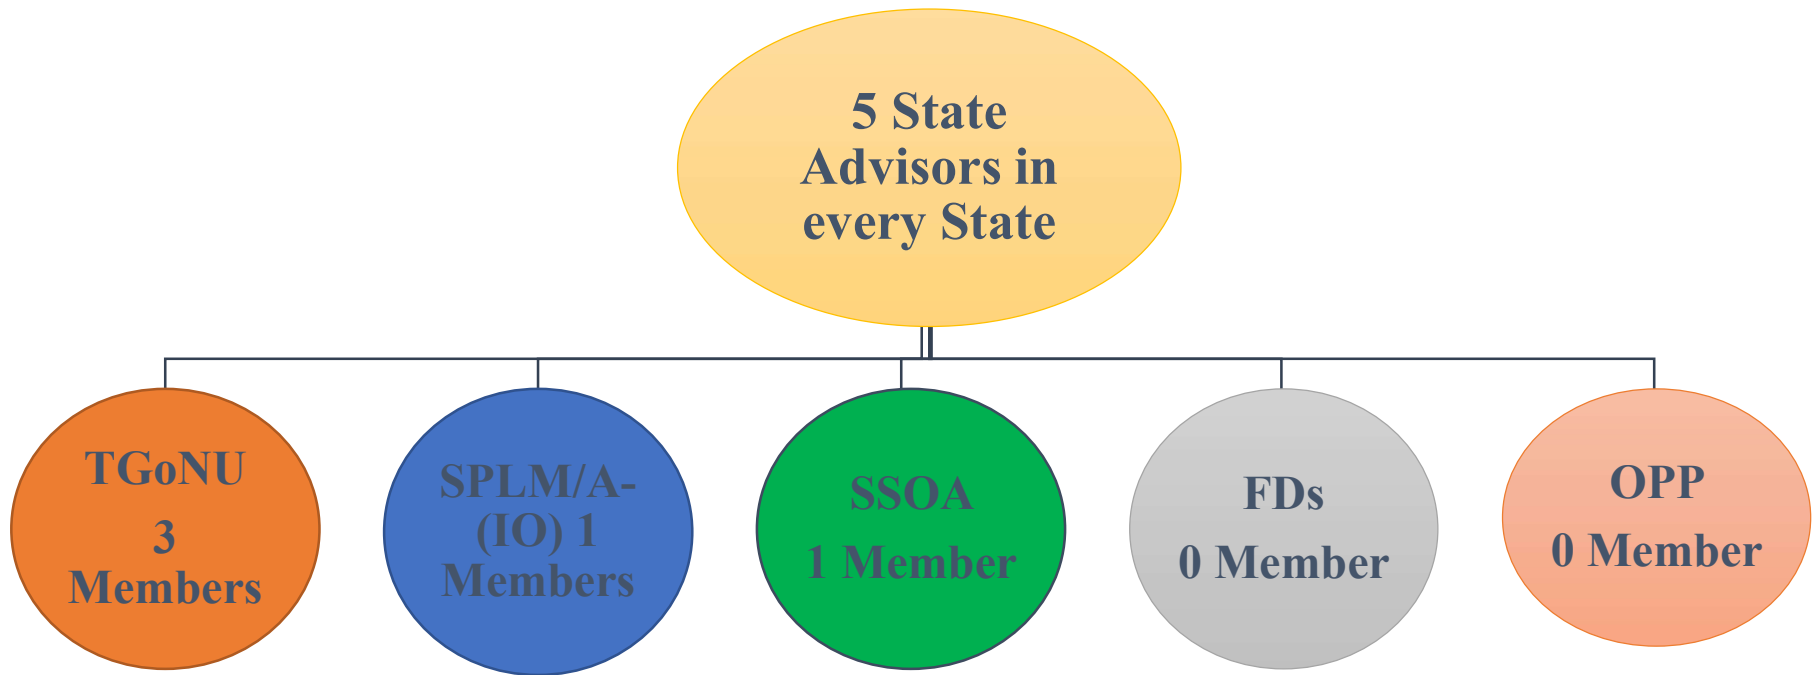 5 State
Advisors in
every State
TGoNU
3
Members
SPLM/A-
(IO) 1
Members
SSOA
1 Member
FDs
0 Member
OPP
0 Member